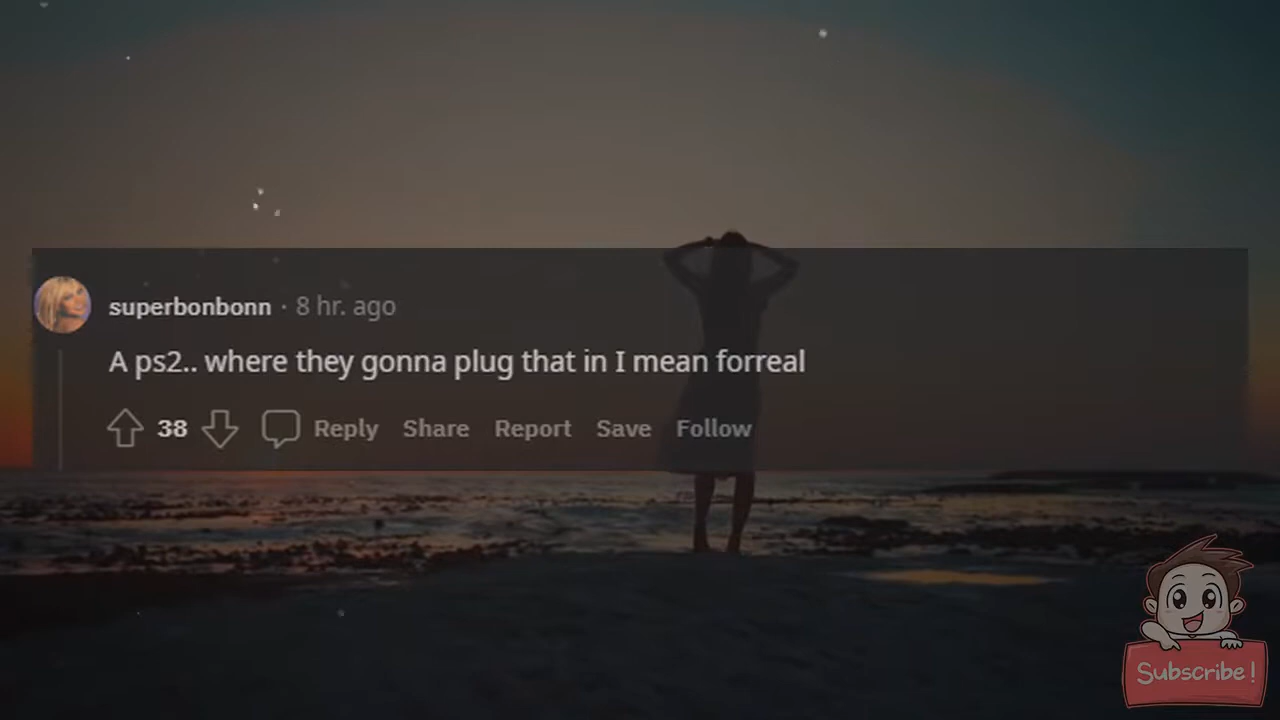 superbonbonn · 8 hr. ago
A ps2.. where they gonna plug that in I mean forreal
38 Reply Share Report Save Follow
Subscribe!